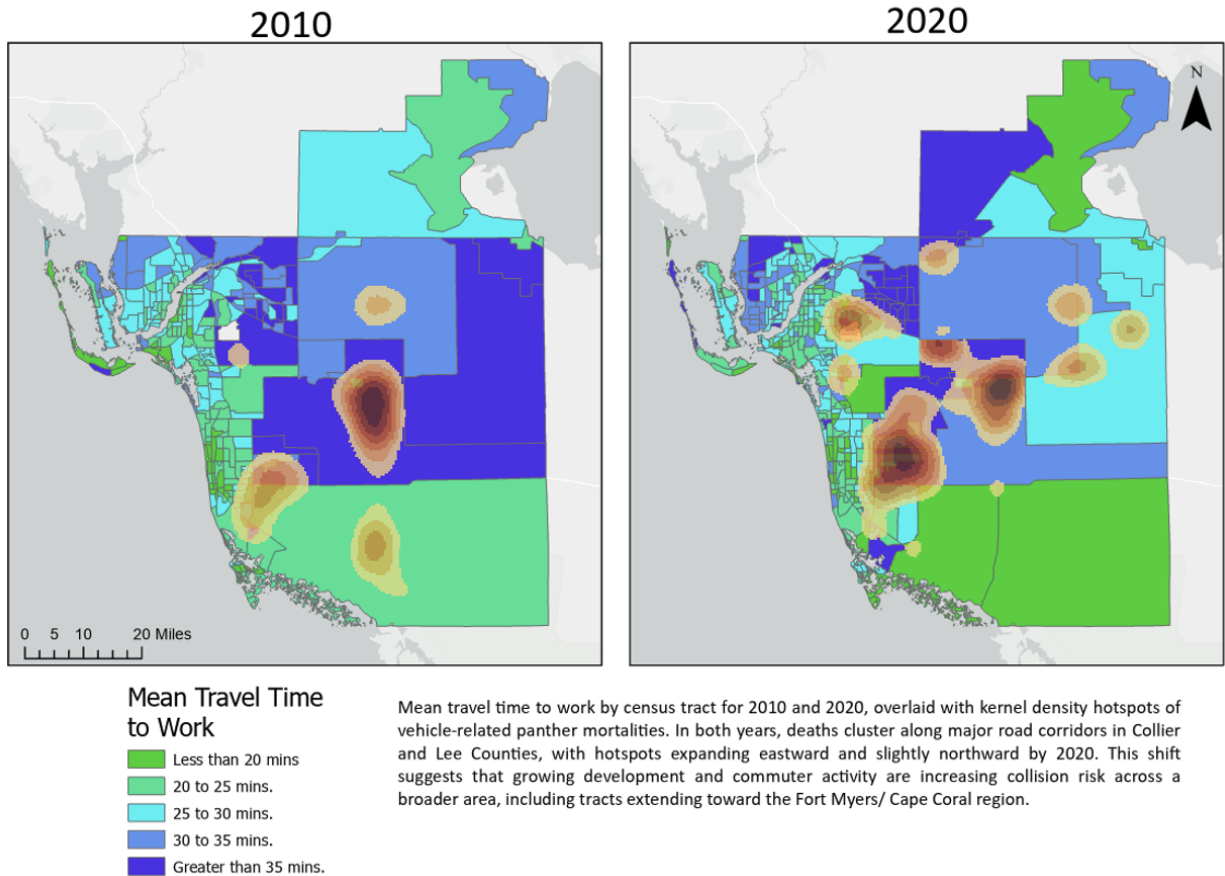 2010
2020
N
0 5 10 20 Miles
Mean Travel Time
to Work
Less than 20 mins
20 to 25 mins.
25 to 30 mins.
30 to 35 mins.
Greater than 35 mins.
Mean travel time to work by census tract for 2010 and 2020, overlaid with kernel density hotspots of
vehicle-related panther mortalities. In both years, deaths cluster along major road corridors in Collier
and Lee Counties, with hotspots expanding eastward and slightly northward by 2020. This shift
suggests that growing development and commuter activity are increasing collision risk across a
broader area, including tracts extending toward the Fort Myers/ Cape Coral region.